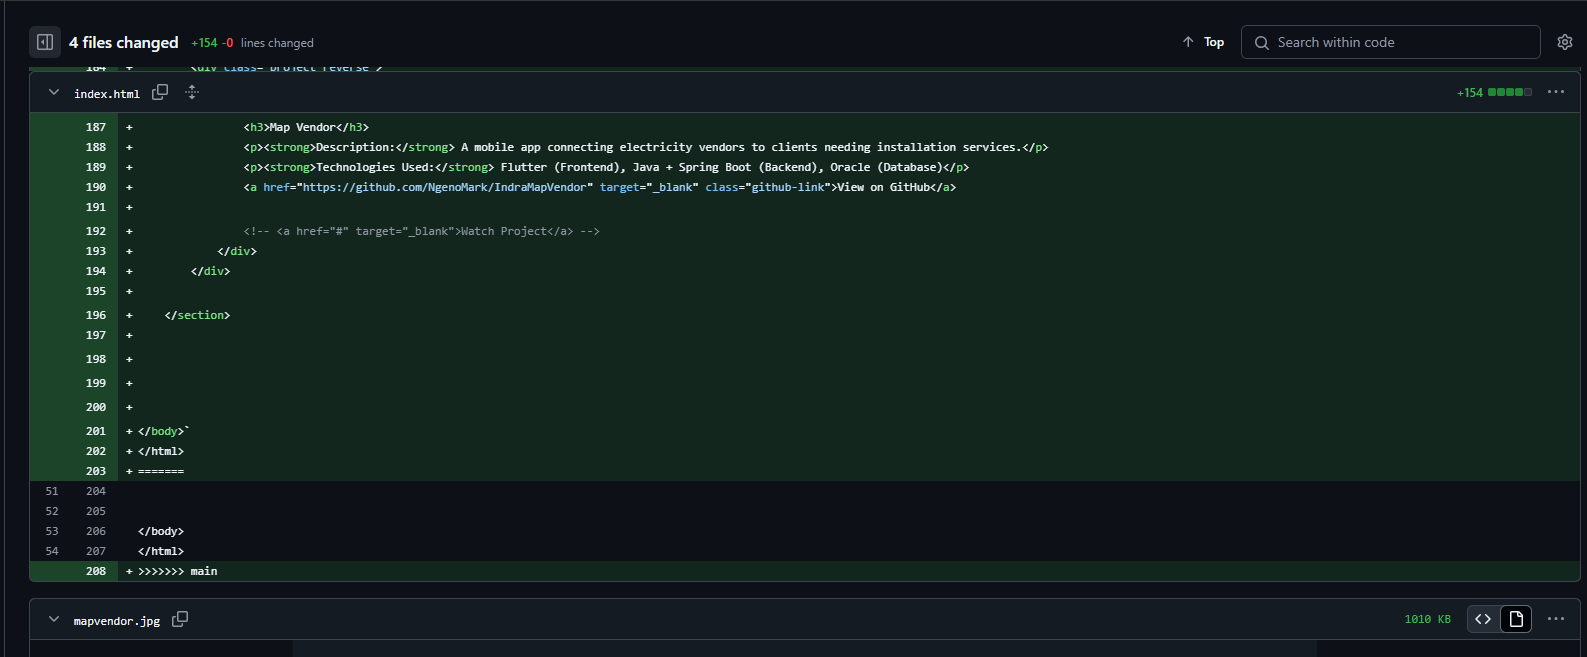 4 files changed +154 -0 lines changed Top Search within code
184 + <div class="project reverse">
index.html +154
187 + <h3>Map Vendor</h3>
188 + <p><strong>Description:</strong> A mobile app connecting electricity vendors to clients needing installation services.</p>
189 + <p><strong>Technologies Used:</strong> Flutter (Frontend), Java + Spring Boot (Backend), Oracle (Database)</p>
190 + <a href="https://github.com/NgenoMark/IndraMapVendor" target="_blank" class="github-link">View on GitHub</a>
191 +
192 + <!-- <a href="#" target="_blank">Watch Project</a> -->
193 + </div>
194 + </div>
195 +
196 + </section>
197 +
198 +
199 +
200 +
201 + </body>`
202 + </html>
203 + =======
51 204
52 205
53 206 </body>
54 207 </html>
208 + >>>>>>> main
mapvendor.jpg 1010 KB